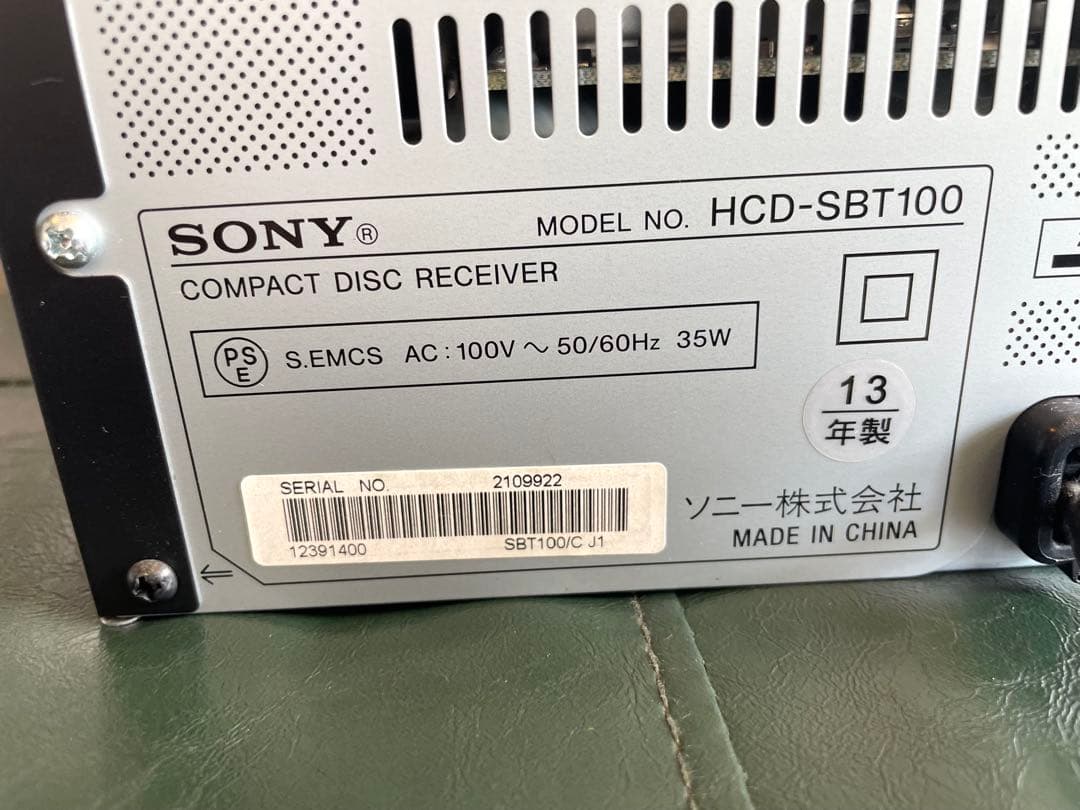 SONY®
MODEL NO. HCD-SBT100
COMPACT DISC RECEIVER
PS
E
S.EMCS AC : 100V ～ 50/60Hz 35W
13
年製
SERIAL NO. 2109922
12391400 SBT100/C J1
ソニー株式会社
MADE IN CHINA